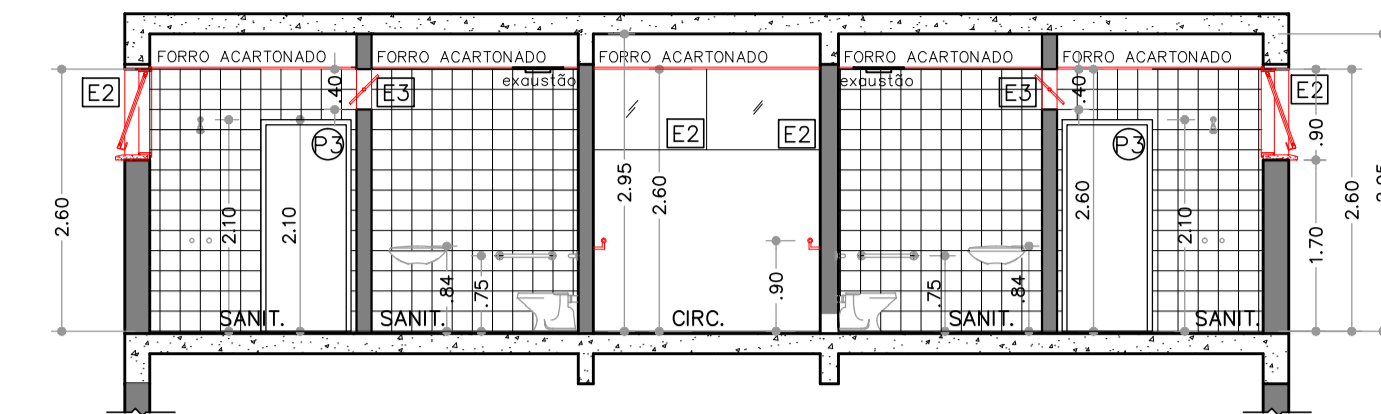 FORRO ACARTONADO
FORRO ACARTONADO
FORRO ACARTONADO
FORRO ACARTONADO
FORRO ACARTONADO
exaustão
exaustão
E2
.40
E3
E3
.40
E2
P3
E2
E2
P3
.90
2.60
2.10
2.10
2.95
2.60
2.60
2.10
2.60
.84
.75
.90
.75
.84
1.70
SANIT.
SANIT.
CIRC.
SANIT.
SANIT.